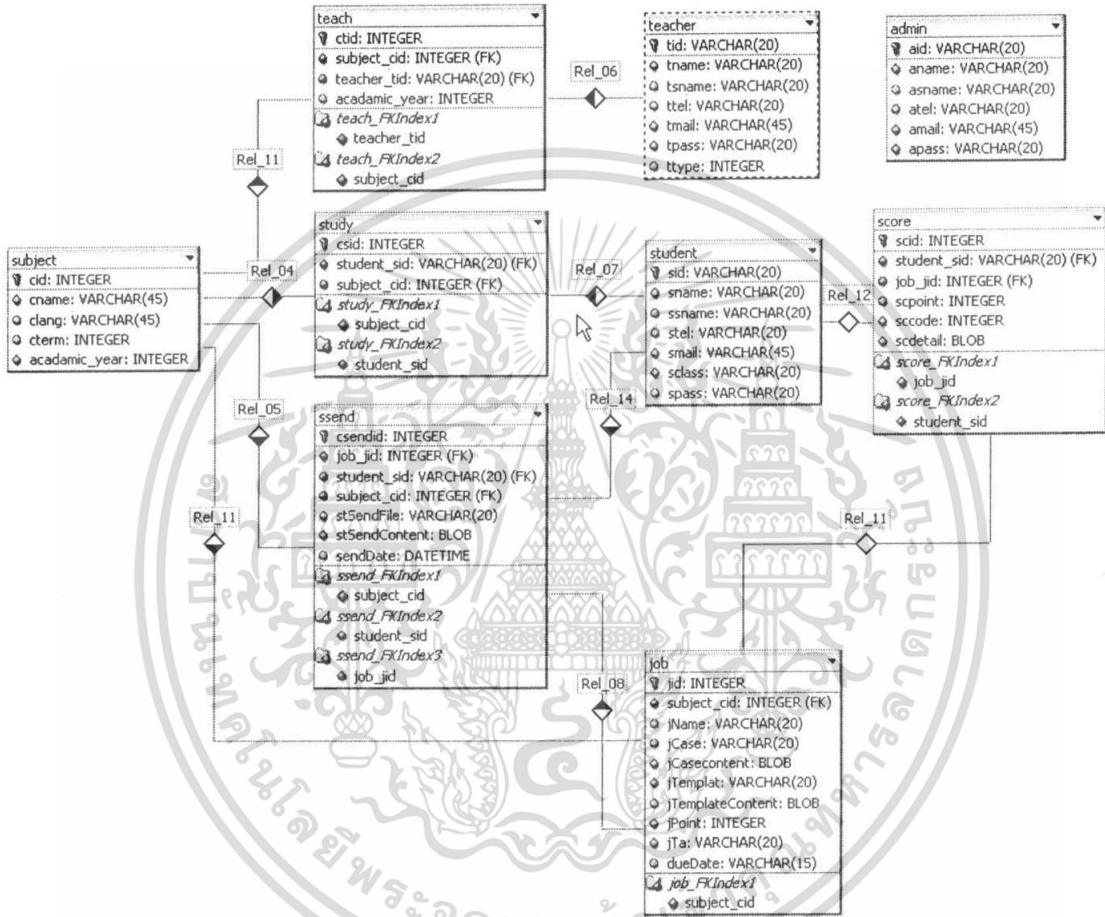 teach
ctid: INTEGER
subject_cid: INTEGER (FK)
teacher_tid: VARCHAR(20) (FK)
acadamic_year: INTEGER
teach_FKIndex1
teacher_tid
teach_FKIndex2
subject_cid
Rel_06
teacher
tid: VARCHAR(20)
tname: VARCHAR(20)
tsname: VARCHAR(20)
ttel: VARCHAR(20)
tmail: VARCHAR(45)
tpass: VARCHAR(20)
ttype: INTEGER
admin
aid: VARCHAR(20)
aname: VARCHAR(20)
asname: VARCHAR(20)
atel: VARCHAR(20)
amail: VARCHAR(45)
apass: VARCHAR(20)
Rel_11
subject
cid: INTEGER
cname: VARCHAR(45)
clang: VARCHAR(45)
cterm: INTEGER
acadamic_year: INTEGER
Rel_04
study
csid: INTEGER
student_sid: VARCHAR(20) (FK)
subject_cid: INTEGER (FK)
study_FKIndex1
subject_cid
study_FKIndex2
student_sid
Rel_07
student
sid: VARCHAR(20)
sname: VARCHAR(20)
ssname: VARCHAR(20)
stel: VARCHAR(20)
smail: VARCHAR(45)
sclass: VARCHAR(20)
spass: VARCHAR(20)
Rel_12
score
scid: INTEGER
student_sid: VARCHAR(20) (FK)
job_jid: INTEGER (FK)
scpoint: INTEGER
sccode: INTEGER
scdetail: BLOB
score_FKIndex1
job_jid
score_FKIndex2
student_sid
Rel_05
ssend
csendid: INTEGER
job_jid: INTEGER (FK)
student_sid: VARCHAR(20) (FK)
subject_cid: INTEGER (FK)
stSendFile: VARCHAR(20)
stSendContent: BLOB
sendDate: DATETIME
ssend_FKIndex1
subject_cid
ssend_FKIndex2
student_sid
ssend_FKIndex3
job_jid
Rel_14
Rel_11
Rel_11
Rel_08
job
jid: INTEGER
subject_cid: INTEGER (FK)
jName: VARCHAR(20)
jCase: VARCHAR(20)
jCasecontent: BLOB
jTemplat: VARCHAR(20)
jTemplateContent: BLOB
jPoint: INTEGER
jTa: VARCHAR(20)
dueDate: VARCHAR(15)
job_FKIndex1
subject_cid